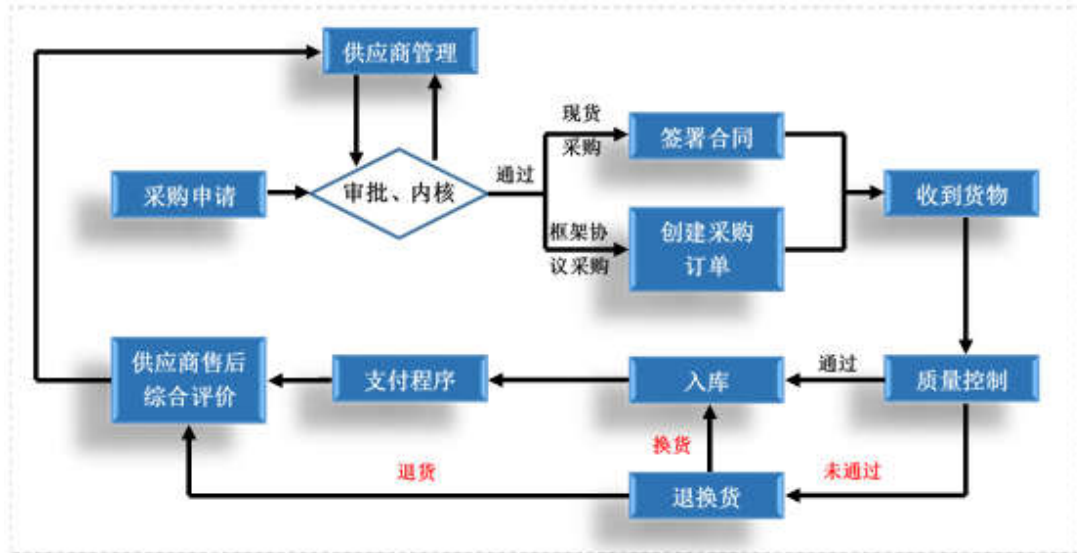 供应商管理
现货
采购
签署合同
通过
采购申请
审批、内核
收到货物
框架协
议采购
创建采购
订单
供应商售后
综合评价
支付程序
入库
通过
质量控制
换货
退货
未通过
退换货